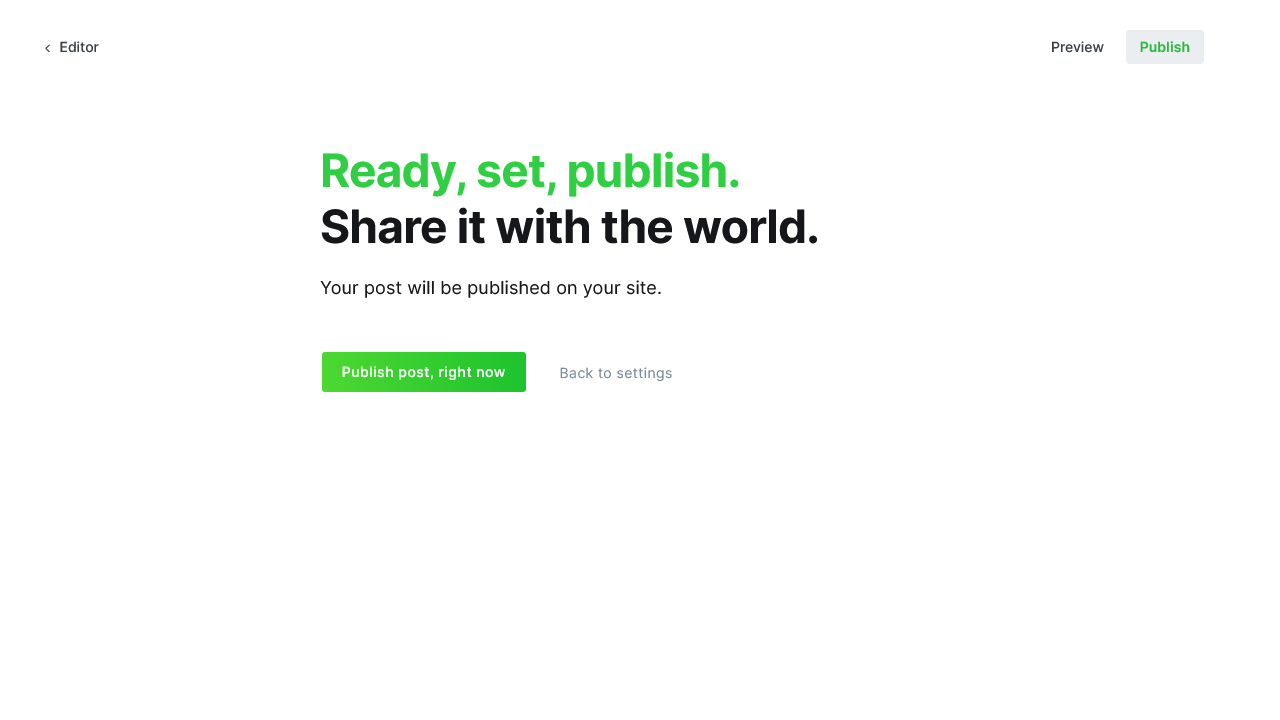 Editor
Preview
Publish
Ready, set, publish.
Share it with the world.
Your post will be published on your site.
Publish post, right now
Back to settings